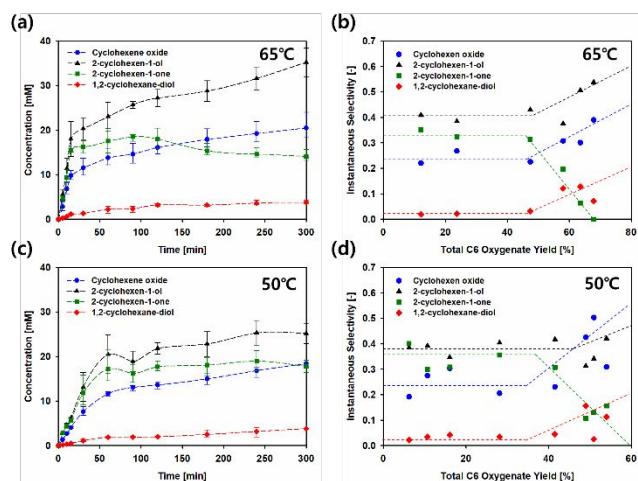 (a)
65℃
Cyclohexene oxide
2-cyclohexen-1-ol
2-cyclohexen-1-one
1,2-cyclohexane-diol
Concentration [mM]
40
30
20
10
0
0 50 100 150 200 250 300
Time [min]
(b)
65℃
Cyclohexen oxide
2-cyclohexen-1-ol
2-cyclohexen-1-one
1,2-cyclohexane-diol
Instantaneous Selectivity [-]
0.6
0.5
0.4
0.3
0.2
0.1
0.0
0 20 40 60 80
Total C6 Oxygenate Yield [%]
(c)
50℃
Cyclohexene oxide
2-cyclohexen-1-ol
2-cyclohexen-1-one
1,2-cyclohexane-diol
Concentration [mM]
40
30
20
10
0
0 50 100 150 200 250 300
Time [min]
(d)
50℃
Cyclohexen oxide
2-cyclohexen-1-ol
2-cyclohexen-1-one
1,2-cyclohexane-diol
Instantaneous Selectivity [-]
0.7
0.6
0.5
0.4
0.3
0.2
0.1
0.0
0 10 20 30 40 50 60
Total C6 Oxygenate Yield [%]